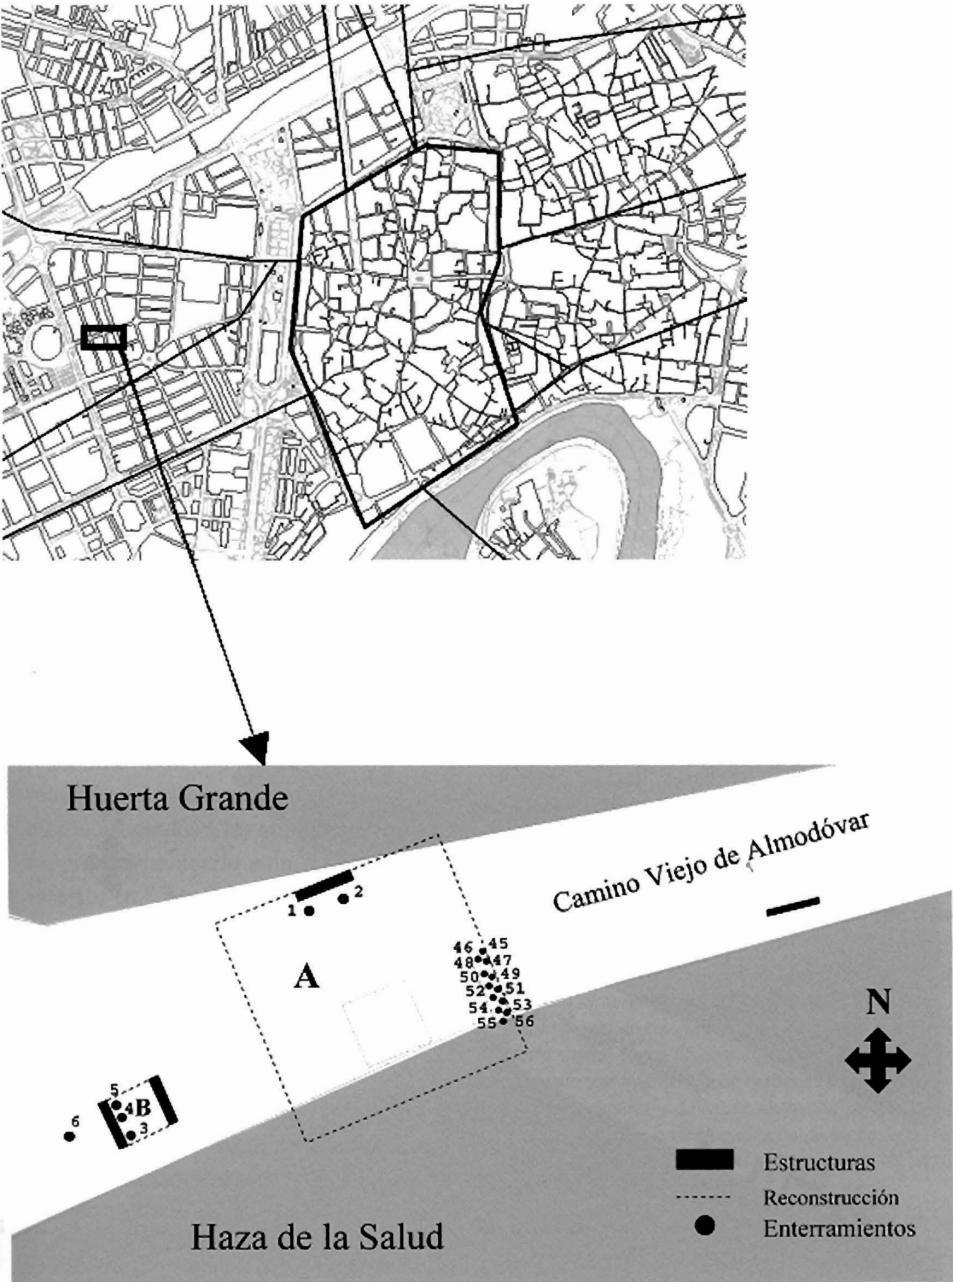 Huerta Grande
Camino Viejo de Almodóvar
1
2
A
46
45
48
47
50
49
52
51
54
53
55
56
N
5
4
B
3
6
Estructuras
Reconstrucción
Enterramientos
Haza de la Salud